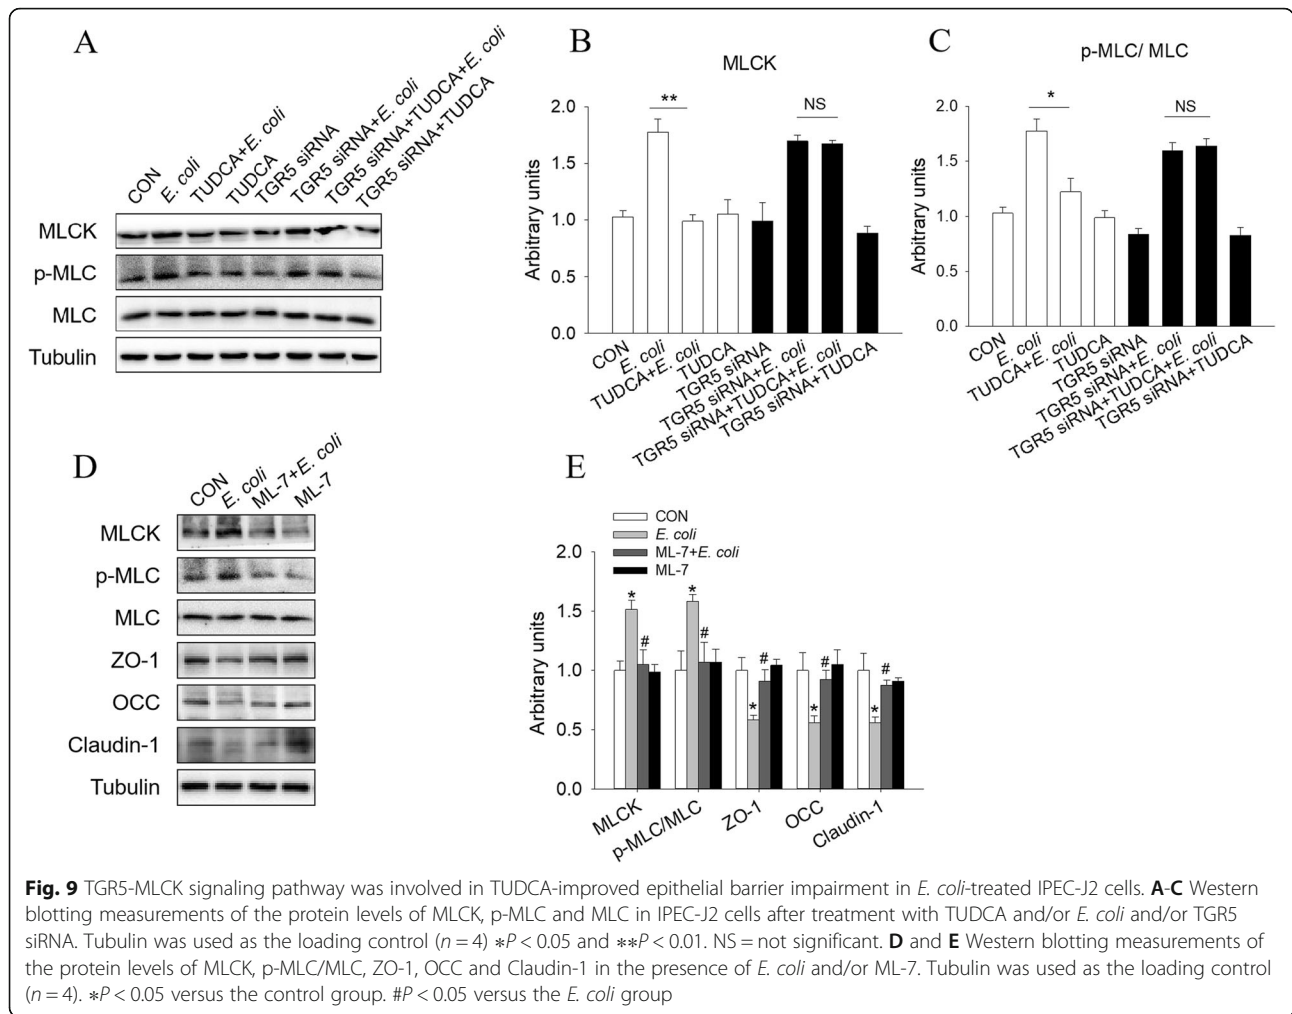 A
CON
E. coli
TUDCA+E. coli
TUDCA
TGR5 siRNA
TGR5 siRNA+E. coli
TGR5 siRNA+TUDCA+E. coli
TGR5 siRNA+TUDCA
MLCK
p-MLC
MLC
Tubulin
B
MLCK
**
NS
Arbitrary units
2.0
1.5
1.0
0.5
0.0
CON
E. coli
TUDCA+E. coli
TUDCA
TGR5 siRNA
TGR5 siRNA+E. coli
TGR5 siRNA+TUDCA+E. coli
TGR5 siRNA+TUDCA
C
p-MLC/ MLC
*
NS
Arbitrary units
2.0
1.5
1.0
0.5
0.0
CON
E. coli
TUDCA+E. coli
TUDCA
TGR5 siRNA
TGR5 siRNA+E. coli
TGR5 siRNA+TUDCA+E. coli
TGR5 siRNA+TUDCA
D
CON
E. coli
ML-7+E. coli
ML-7
MLCK
p-MLC
MLC
ZO-1
OCC
Claudin-1
Tubulin
E
CON
E. coli
ML-7+E. coli
ML-7
Arbitrary units
2.0
1.5
1.0
0.5
0.0
*
#
*
#
*
#
*
#
*
#
MLCK
p-MLC/MLC
ZO-1
OCC
Claudin-1
Fig. 9 TGR5-MLCK signaling pathway was involved in TUDCA-improved epithelial barrier impairment in E. coli-treated IPEC-J2 cells. A-C Western
blotting measurements of the protein levels of MLCK, p-MLC and MLC in IPEC-J2 cells after treatment with TUDCA and/or E. coli and/or TGR5
siRNA. Tubulin was used as the loading control (n = 4) *P < 0.05 and **P < 0.01. NS = not significant. D and E Western blotting measurements of
the protein levels of MLCK, p-MLC/MLC, ZO-1, OCC and Claudin-1 in the presence of E. coli and/or ML-7. Tubulin was used as the loading control
(n = 4). *P < 0.05 versus the control group. #P < 0.05 versus the E. coli group